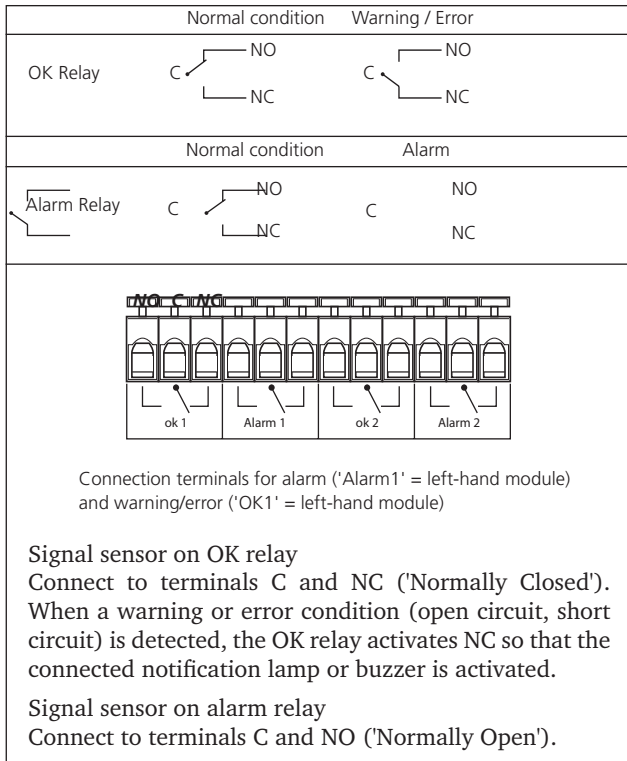 Normal condition Warning / Error
NO NO
OK Relay C C
NC NC
Normal condition Alarm
NO NO
Alarm Relay C C
NC NC
NO C NC
ok 1 Alarm 1 ok 2 Alarm 2
Connection terminals for alarm ('Alarm1' = left-hand module)
and warning/error ('OK1' = left-hand module)
Signal sensor on OK relay
Connect to terminals C and NC ('Normally Closed').
When a warning or error condition (open circuit, short
circuit) is detected, the OK relay activates NC so that the
connected notification lamp or buzzer is activated.
Signal sensor on alarm relay
Connect to terminals C and NO ('Normally Open').